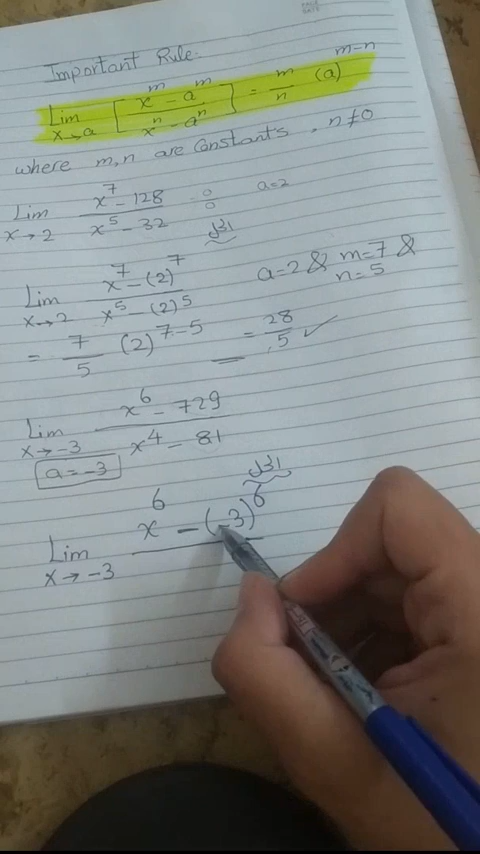 Important Rule.
Lim x→a [ (x^m - a^m) / (x^n - a^n) ] = m/n (a)^(m-n)
where m,n are constants, n≠0
Lim x→2 (x^7 - 128) / (x^5 - 32) 0/0 a=2
Lim x→2 (x^7 - (2)^7) / (x^5 - (2)^5) a=2 & m=7 & n=5
= 7/5 (2)^(7-5) = 28/5 ✓
Lim x→-3 (x^6 - 729) / (x^4 - 81)
a=-3
Lim x→-3 x^6 - (-3)^6